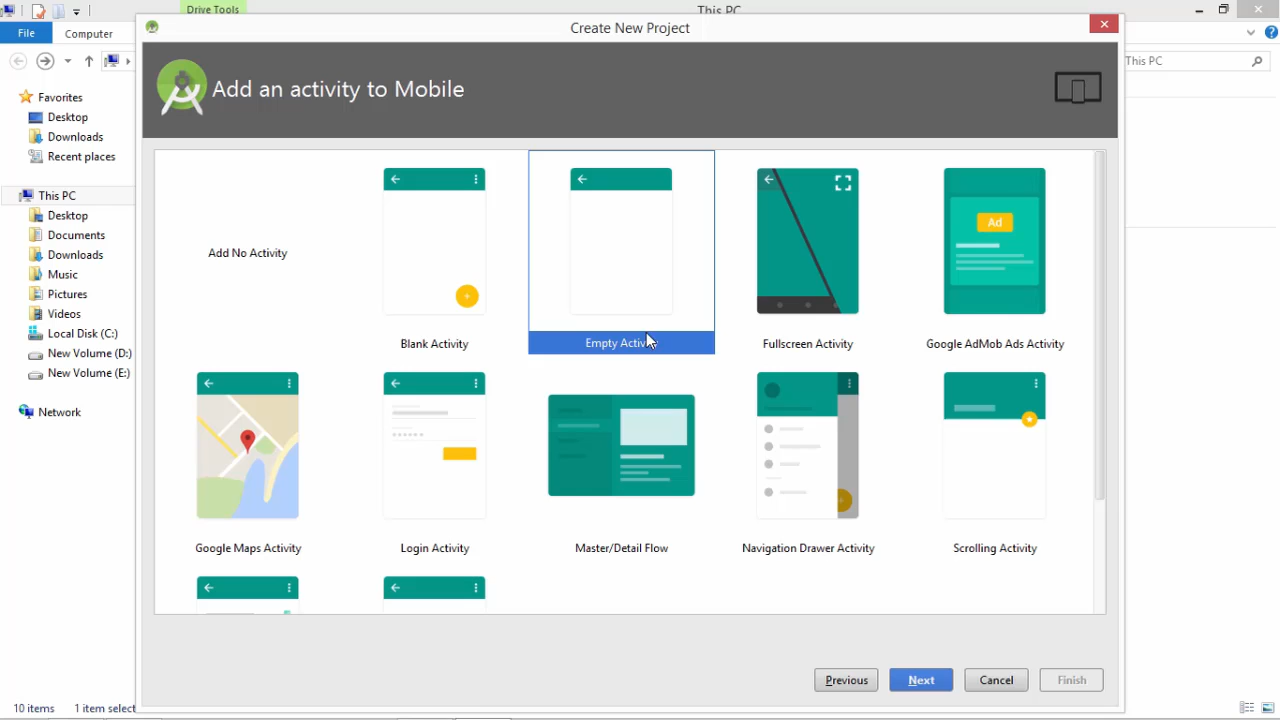 Drive Tools
This PC
Create New Project
File
Computer
Add an activity to Mobile
This PC
Favorites
Desktop
Downloads
Recent places
This PC
Desktop
Documents
Downloads
Music
Pictures
Videos
Local Disk (C:)
New Volume (D:)
New Volume (E:)
Network
Ad
Add No Activity
Blank Activity
Empty Activ
Fullscreen Activity
Google AdMob Ads Activity
Google Maps Activity
Login Activity
Master/Detail Flow
Navigation Drawer Activity
Scrolling Activity
Previous
Next
Cancel
Finish
10 items
1 item select